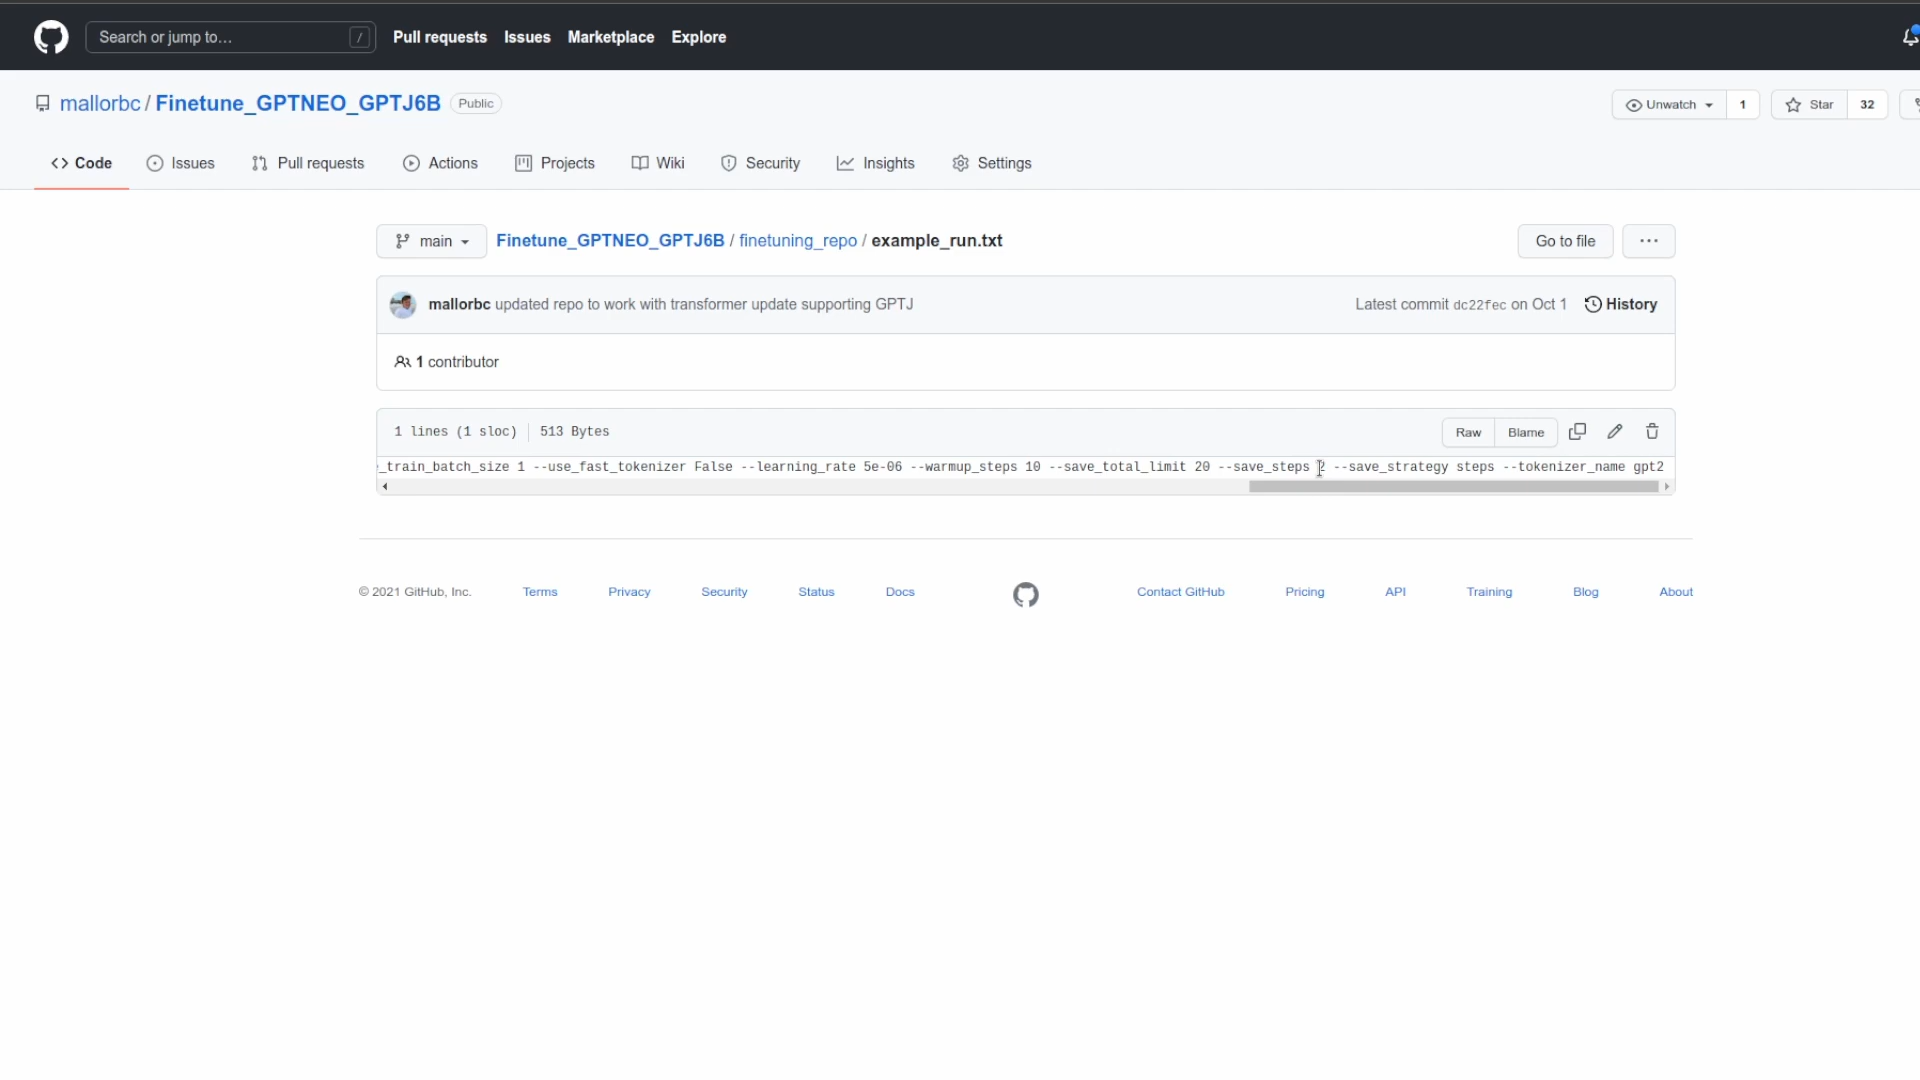 Search or jump to… /
Pull requests Issues Marketplace Explore
mallorbc / Finetune_GPTNEO_GPTJ6B Public
Unwatch 1 Star 32
Code Issues Pull requests Actions Projects Wiki Security Insights Settings
main Finetune_GPTNEO_GPTJ6B / finetuning_repo / example_run.txt Go to file ...
mallorbc updated repo to work with transformer update supporting GPTJ Latest commit dc22fec on Oct 1 History
1 contributor
1 lines (1 sloc) 513 Bytes Raw Blame
_train_batch_size 1 --use_fast_tokenizer False --learning_rate 5e-06 --warmup_steps 10 --save_total_limit 20 --save_steps --save_strategy steps --tokenizer_name gpt2
© 2021 GitHub, Inc. Terms Privacy Security Status Docs Contact GitHub Pricing API Training Blog About